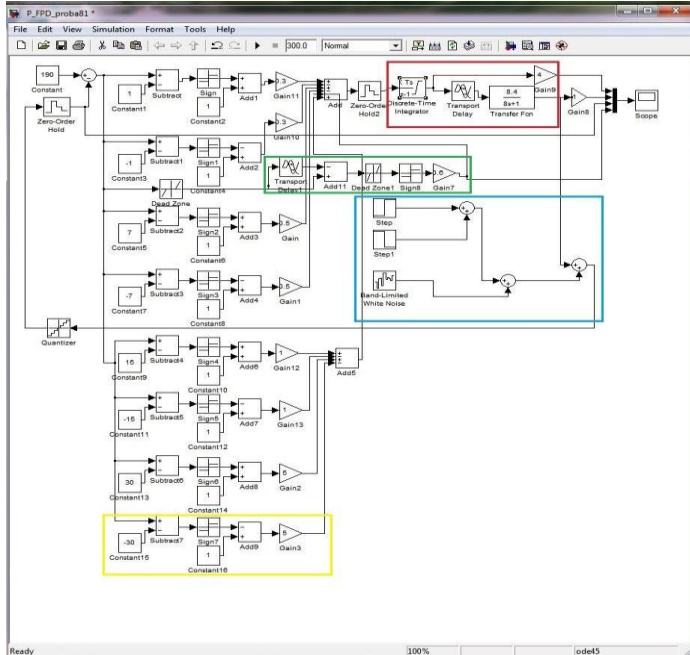 P_FPD_proba81 *
File Edit View Simulation Format Tools Help
300.0 Normal
190
Constant
1
Constant1
Subtract
Sign
1
Constant2
Add1
0.3
Gain11
Add
Zero-Order
Hold2
Discrete-Time
Integrator
Transport
Delay
8.4
8s+1
Transfer Fcn
4
Gain9
1
Gain8
Scope
Zero-Order
Hold
0.3
Gain10
-1
Constant3
Subtract1
Sign1
1
Constant4
Add2
Transport
Delay1
Add11
Dead Zone1
Sign8
0.6
Gain7
Dead Zone
7
Constant5
Subtract2
Sign2
1
Constant6
Add3
0.5
Gain
Step
Step1
Band-Limited
White Noise
-7
Constant7
Subtract3
Sign3
1
Constant8
Add4
0.5
Gain1
Quantizer
15
Constant9
Subtract4
Sign4
1
Constant10
Add6
1
Gain12
Add5
-15
Constant11
Subtract5
Sign5
1
Constant12
Add7
1
Gain13
30
Constant13
Subtract6
Sign6
1
Constant14
Add8
5
Gain2
-30
Constant15
Subtract7
Sign7
1
Constant16
Add9
5
Gain3
Ready 100% ode45